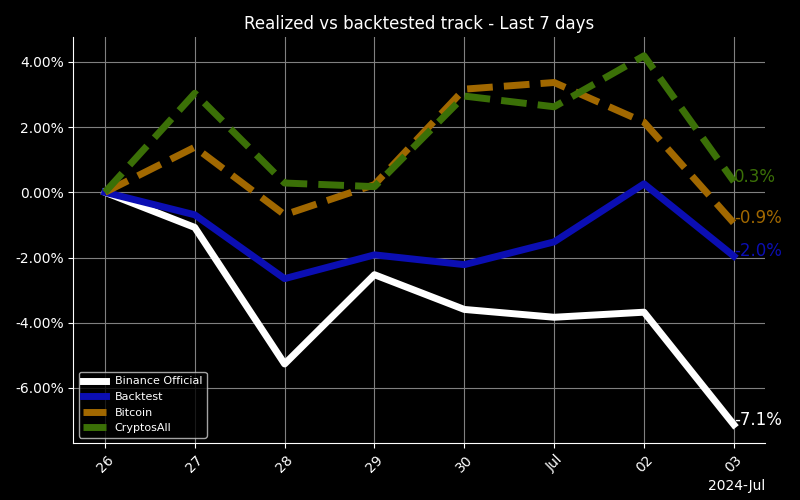 Realized vs backtested track - Last 7 days
4.00%
2.00%
0.00%
-2.00%
-4.00%
-6.00%
0.3%
-0.9%
-2.0%
-7.1%
Binance Official
Backtest
Bitcoin
CryptosAll
26 27 28 29 30 Jul 02 03
2024-Jul